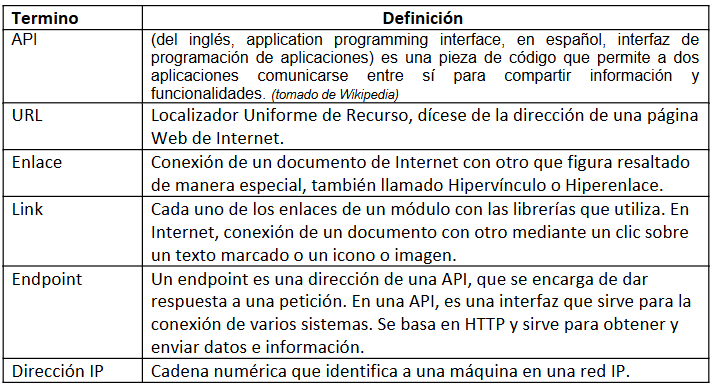 Termino Definición
API (del inglés, application programming interface, en español, interfaz de
programación de aplicaciones) es una pieza de código que permite a dos
aplicaciones comunicarse entre sí para compartir información y
funcionalidades. (tomado de Wikipedia)
URL Localizador Uniforme de Recurso, dícese de la dirección de una página
Web de Internet.
Enlace Conexión de un documento de Internet con otro que figura resaltado
de manera especial, también llamado Hipervínculo o Hiperenlace.
Link Cada uno de los enlaces de un módulo con las librerías que utiliza. En
Internet, conexión de un documento con otro mediante un clic sobre
un texto marcado o un icono o imagen.
Endpoint Un endpoint es una dirección de una API, que se encarga de dar
respuesta a una petición. En una API, es una interfaz que sirve para la
conexión de varios sistemas. Se basa en HTTP y sirve para obtener y
enviar datos e información.
Dirección IP Cadena numérica que identifica a una máquina en una red IP.